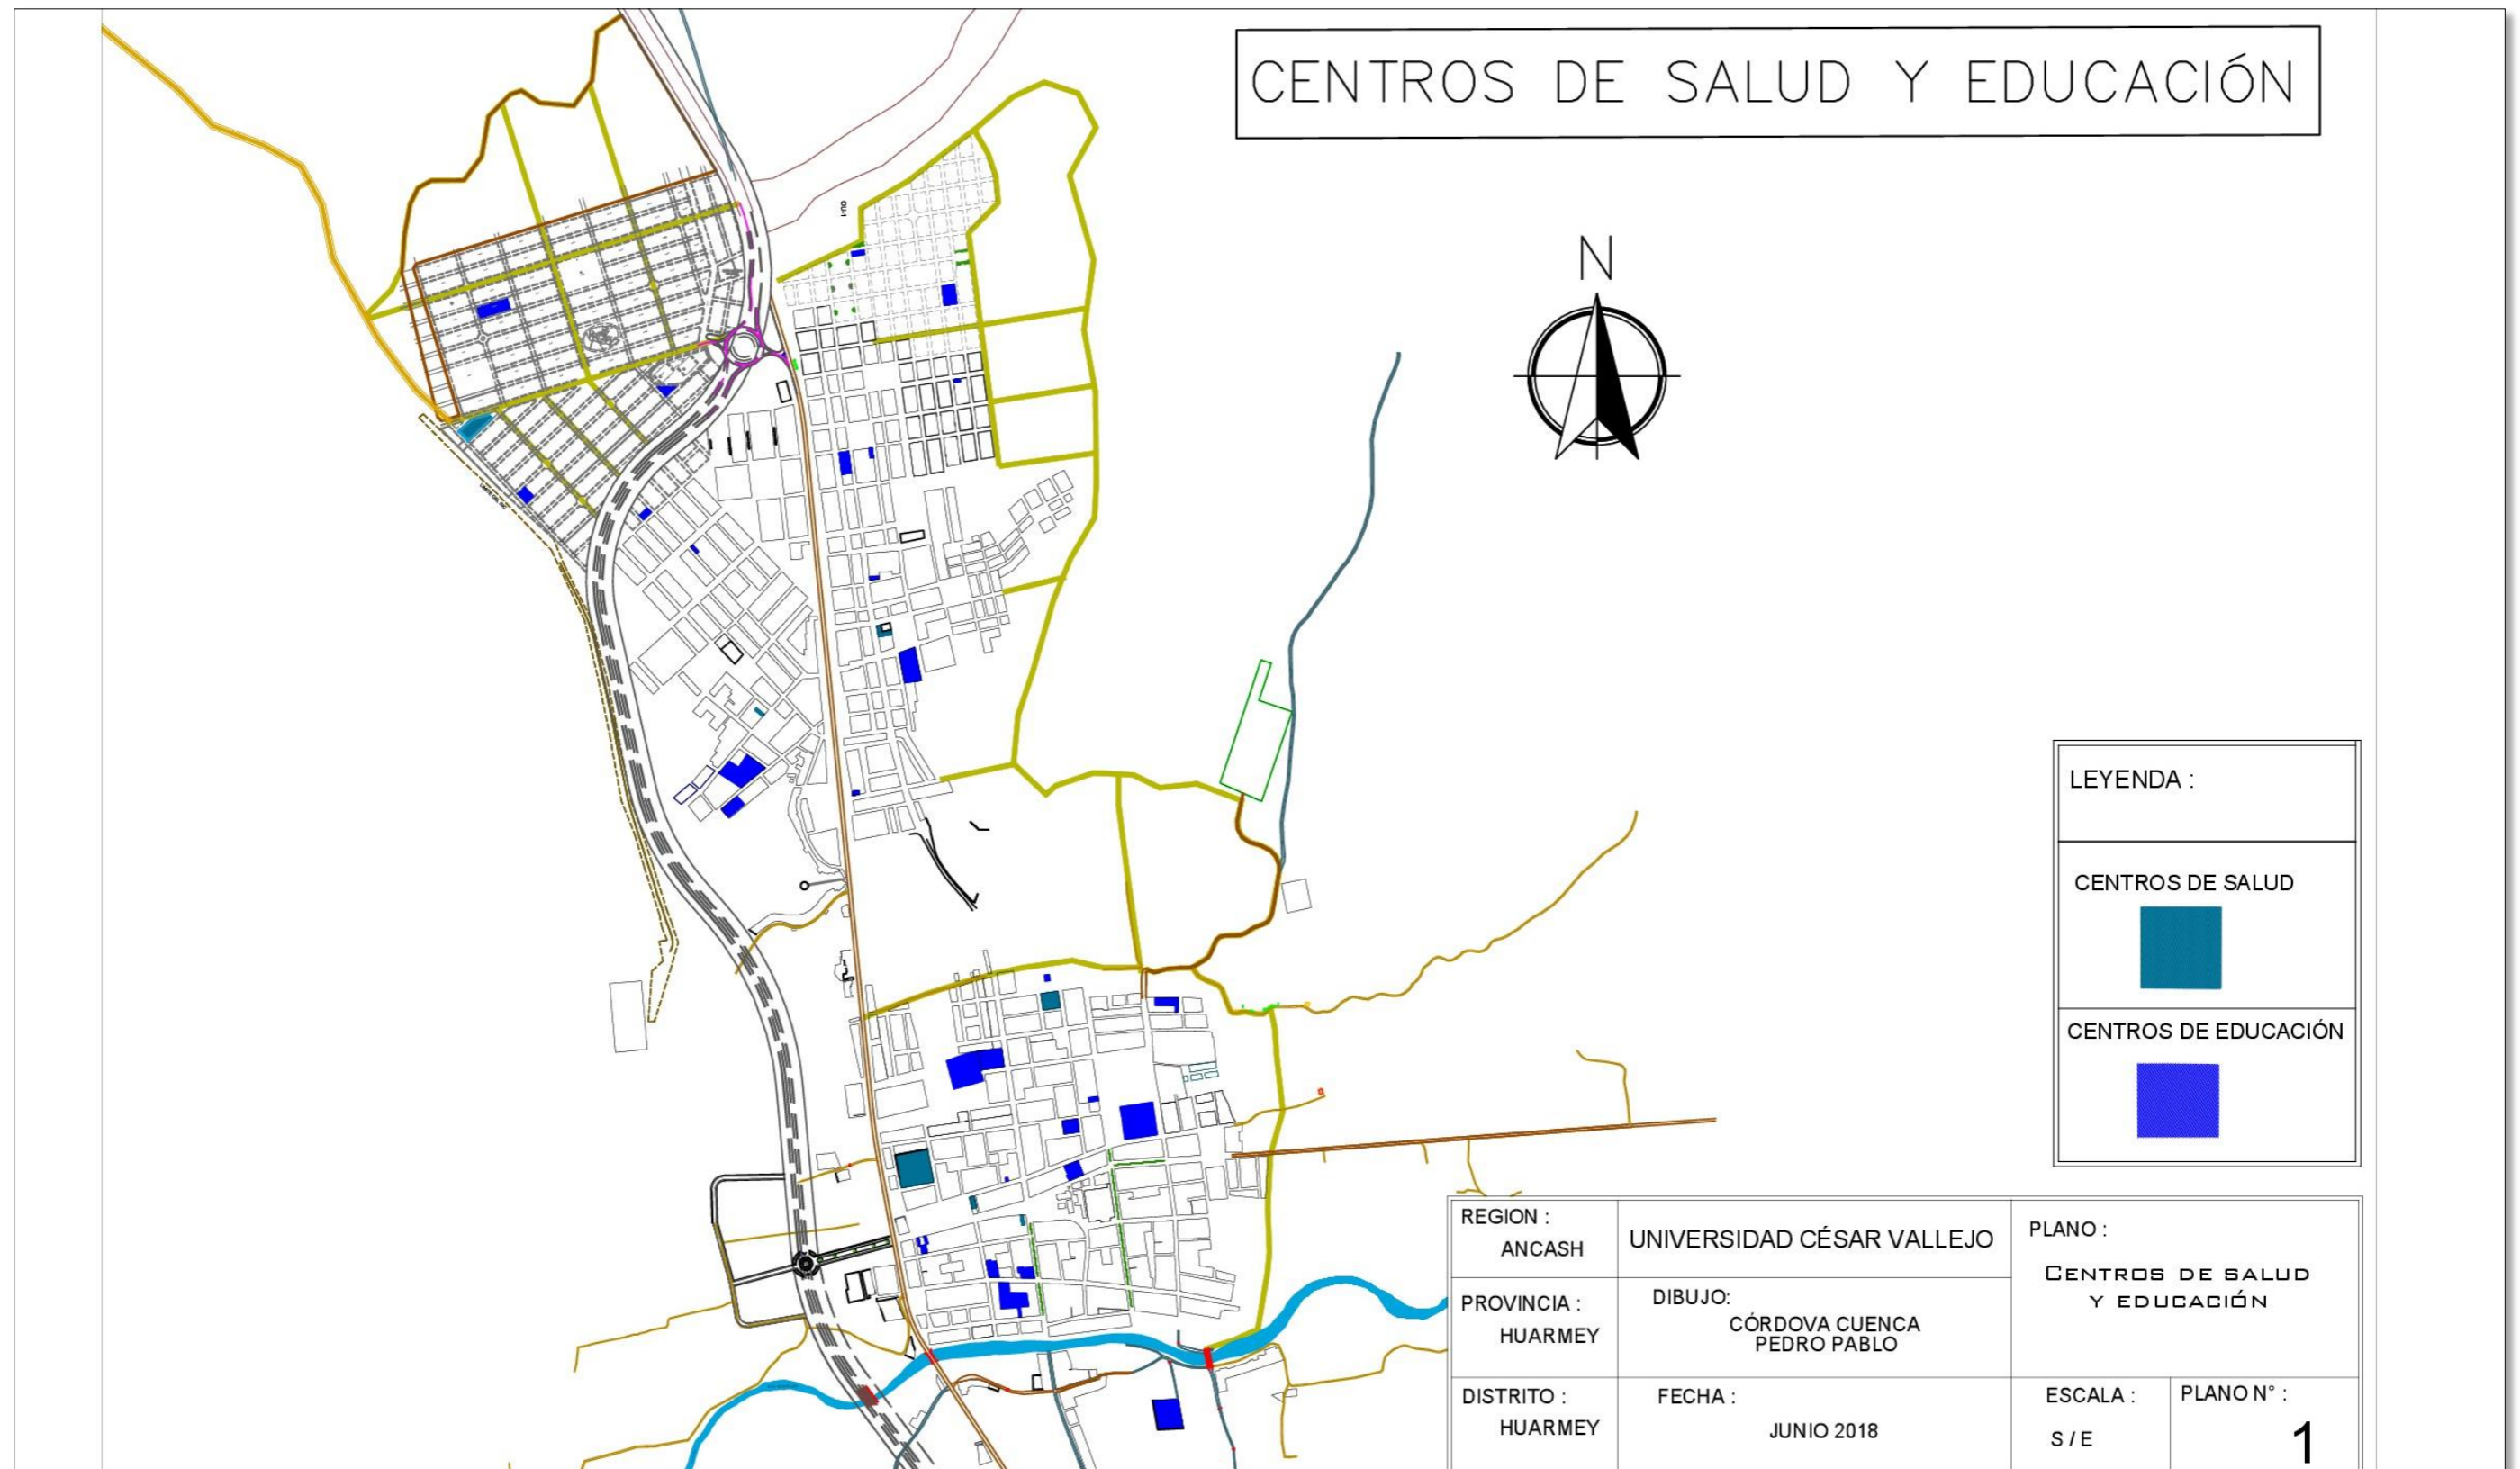 CENTROS DE SALUD Y EDUCACIÓN
N
LEYENDA :
CENTROS DE SALUD
CENTROS DE EDUCACIÓN
REGION :
ANCASH
UNIVERSIDAD CÉSAR VALLEJO
PLANO :
CENTROS DE SALUD
Y EDUCACIÓN
PROVINCIA :
HUARMEY
DIBUJO:
CÓRDOVA CUENCA
PEDRO PABLO
DISTRITO :
HUARMEY
FECHA :
JUNIO 2018
ESCALA :
S / E
PLANO N° :
1